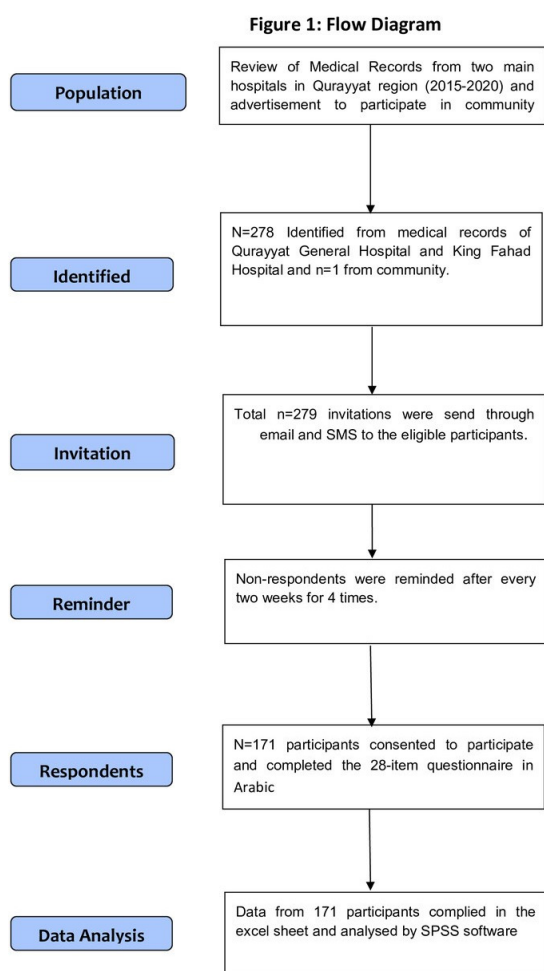 Figure 1: Flow Diagram
Population
Review of Medical Records from two main
hospitals in Qurayyat region (2015-2020) and
advertisement to participate in community
Identified
N=278 Identified from medical records of
Qurayyat General Hospital and King Fahad
Hospital and n=1 from community.
Invitation
Total n=279 invitations were send through
email and SMS to the eligible participants.
Reminder
Non-respondents were reminded after every
two weeks for 4 times.
Respondents
N=171 participants consented to participate
and completed the 28-item questionnaire in
Arabic
Data Analysis
Data from 171 participants complied in the
excel sheet and analysed by SPSS software